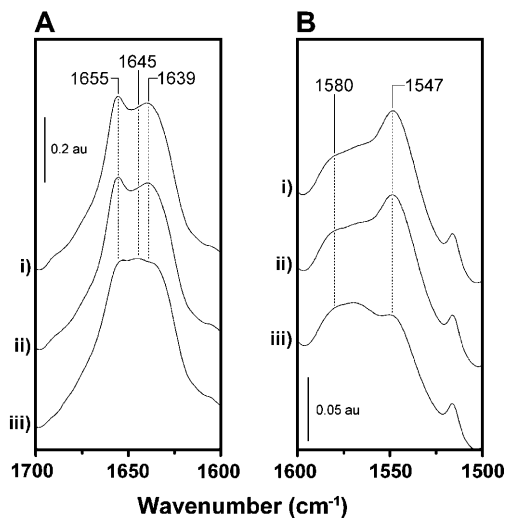 A
B
1645
1655
1639
1580
1547
0.2 au
i)
i)
ii)
ii)
iii)
iii)
0.05 au
1700
1650
1600
1600
1550
1500
Wavenumber (cm-1)